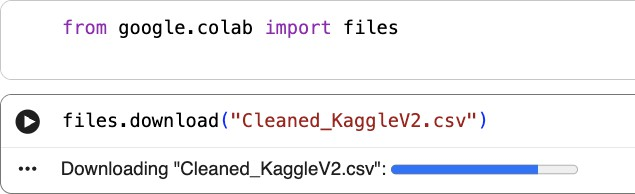 from google.colab import files
files.download("Cleaned_KaggleV2.csv")
Downloading "Cleaned_KaggleV2.csv":